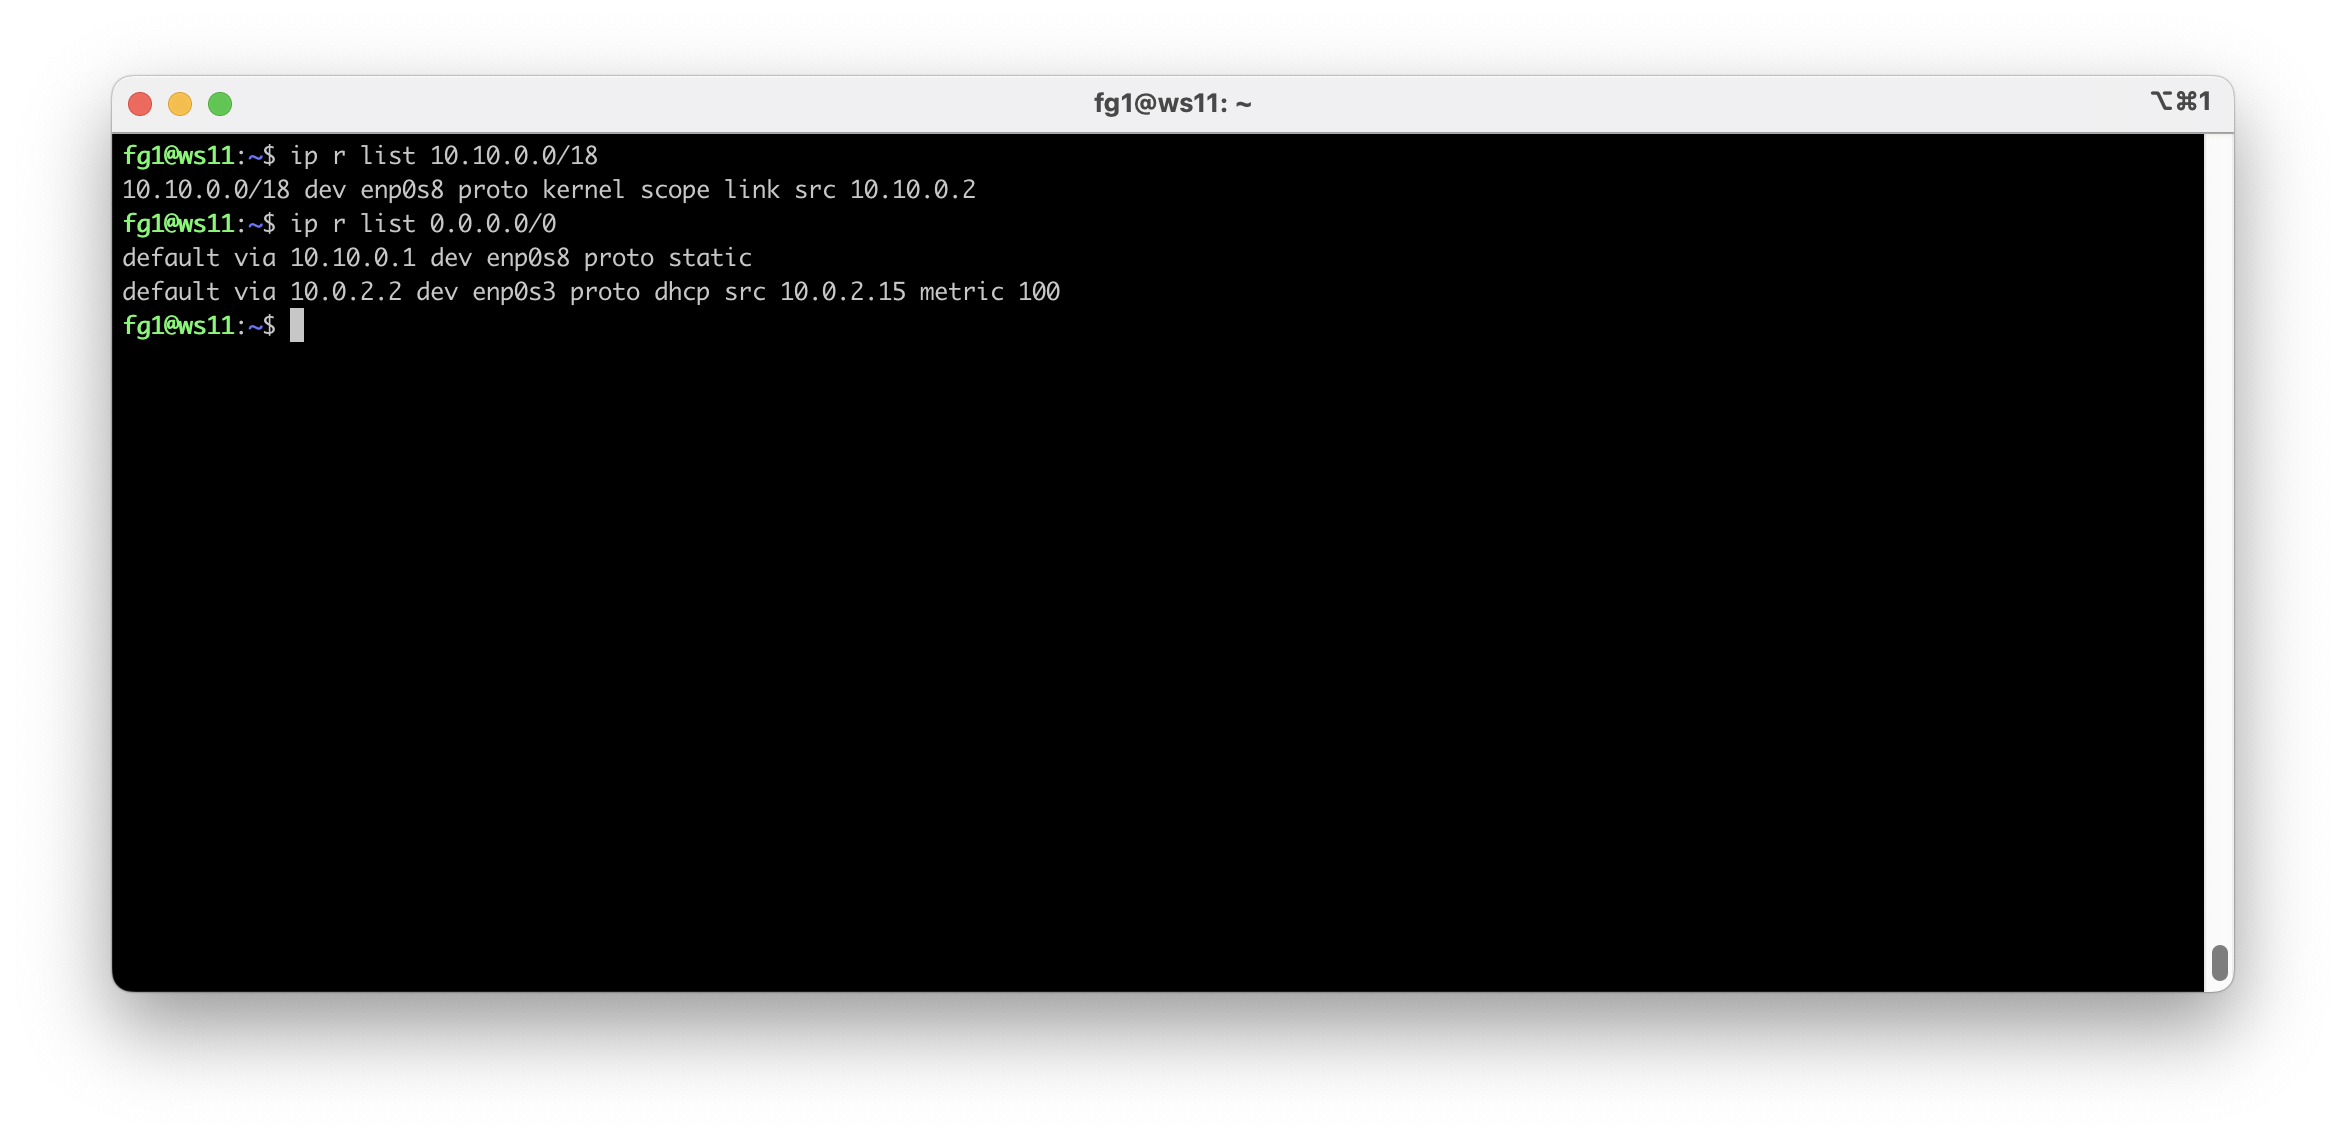 fg1@ws11: ~
⌥⌘1
fg1@ws11:~$ ip r list 10.10.0.0/18
10.10.0.0/18 dev enp0s8 proto kernel scope link src 10.10.0.2
fg1@ws11:~$ ip r list 0.0.0.0/0
default via 10.10.0.1 dev enp0s8 proto static
default via 10.0.2.2 dev enp0s3 proto dhcp src 10.0.2.15 metric 100
fg1@ws11:~$